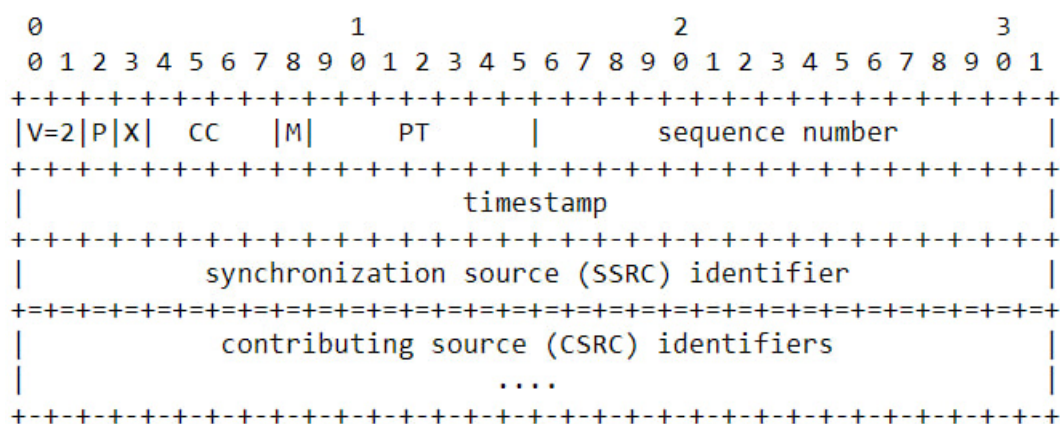 0                   1                   2                   3
 0 1 2 3 4 5 6 7 8 9 0 1 2 3 4 5 6 7 8 9 0 1 2 3 4 5 6 7 8 9 0 1
+-+-+-+-+-+-+-+-+-+-+-+-+-+-+-+-+-+-+-+-+-+-+-+-+-+-+-+-+-+-+-+-+
|V=2|P|X|  CC   |M|     PT      |       sequence number         |
+-+-+-+-+-+-+-+-+-+-+-+-+-+-+-+-+-+-+-+-+-+-+-+-+-+-+-+-+-+-+-+-+
|                           timestamp                           |
+-+-+-+-+-+-+-+-+-+-+-+-+-+-+-+-+-+-+-+-+-+-+-+-+-+-+-+-+-+-+-+-+
|           synchronization source (SSRC) identifier            |
+=+=+=+=+=+=+=+=+=+=+=+=+=+=+=+=+=+=+=+=+=+=+=+=+=+=+=+=+=+=+=+=+
|            contributing source (CSRC) identifiers             |
|                             ....                              |
+-+-+-+-+-+-+-+-+-+-+-+-+-+-+-+-+-+-+-+-+-+-+-+-+-+-+-+-+-+-+-+-+